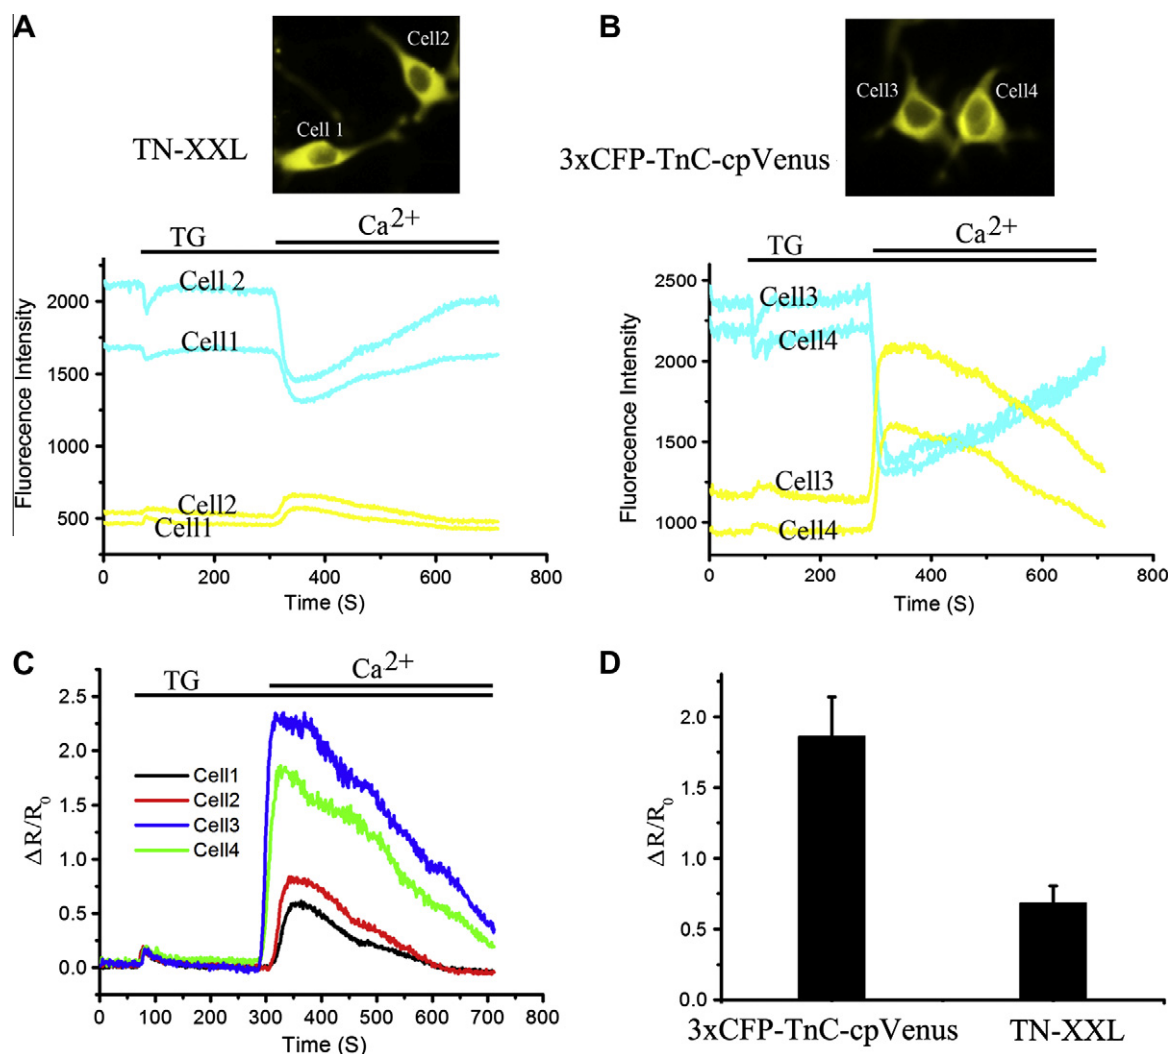 A
Cell2
Cell 1
TN-XXL
Ca2+
TG
Cell 2
Cell1
Cell2
Cell1
Fluorecence Intensity
2000
1500
1000
500
0 200 400 600 800
Time (S)
B
Cell3
Cell4
3xCFP-TnC-cpVenus
Ca2+
TG
Cell3
Cell4
Cell3
Cell4
Fluorecence Intensity
2500
2000
1500
1000
0 200 400 600 800
Time (S)
C
Ca2+
TG
Cell1
Cell2
Cell3
Cell4
ΔR/R0
2.5
2.0
1.5
1.0
0.5
0.0
0 100 200 300 400 500 600 700 800
Time (S)
D
ΔR/R0
2.0
1.5
1.0
0.5
0.0
3xCFP-TnC-cpVenus TN-XXL